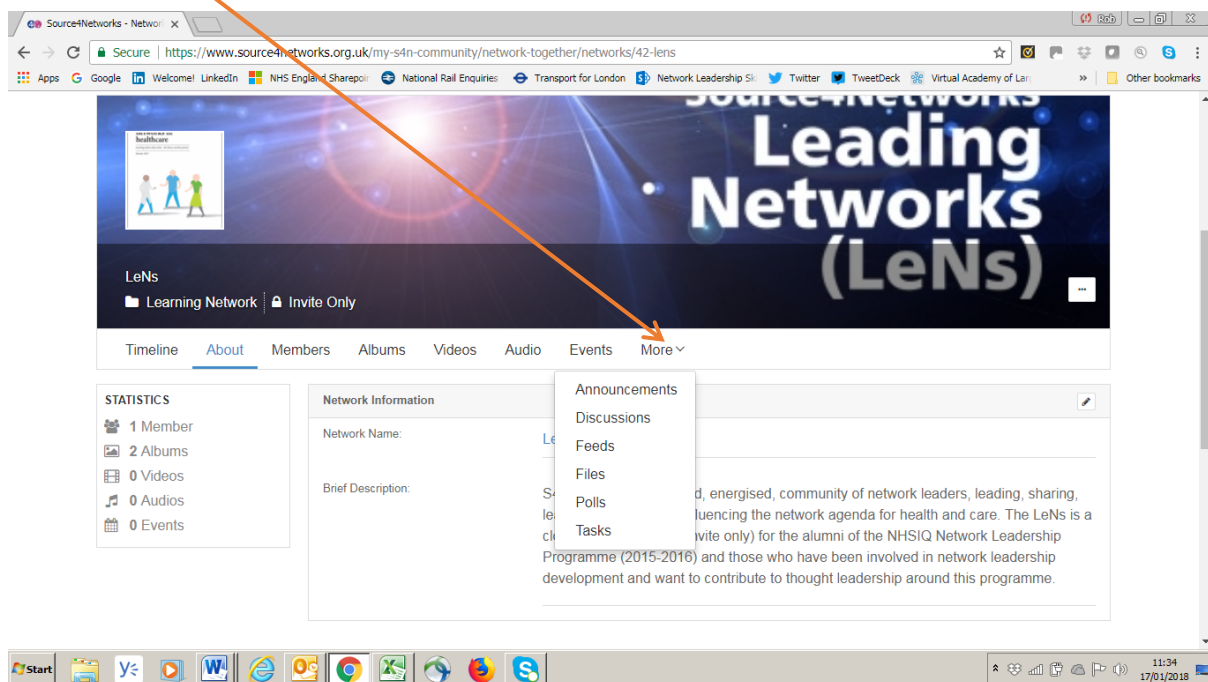 Source4Networks - Networ
Rob
Secure | https://www.source4networks.org.uk/my-s4n-community/network-together/networks/42-lens
Apps Google Welcome! LinkedIn NHS England Sharepoin National Rail Enquiries Transport for London Network Leadership Sk Twitter TweetDeck Virtual Academy of Lar » Other bookmarks
healthcare
Source4Networks
Leading
Networks
(LeNs)
LeNs
Learning Network Invite Only
Timeline About Members Albums Videos Audio Events More
Announcements
Discussions
Feeds
Files
Polls
Tasks
STATISTICS
1 Member
2 Albums
0 Videos
0 Audios
0 Events
Network Information
Network Name: Le
Brief Description: S4 d, energised, community of network leaders, leading, sharing,
le luencing the network agenda for health and care. The LeNs is a
cl vite only) for the alumni of the NHSIQ Network Leadership
Programme (2015-2016) and those who have been involved in network leadership
development and want to contribute to thought leadership around this programme.
Start
11:34
17/01/2018